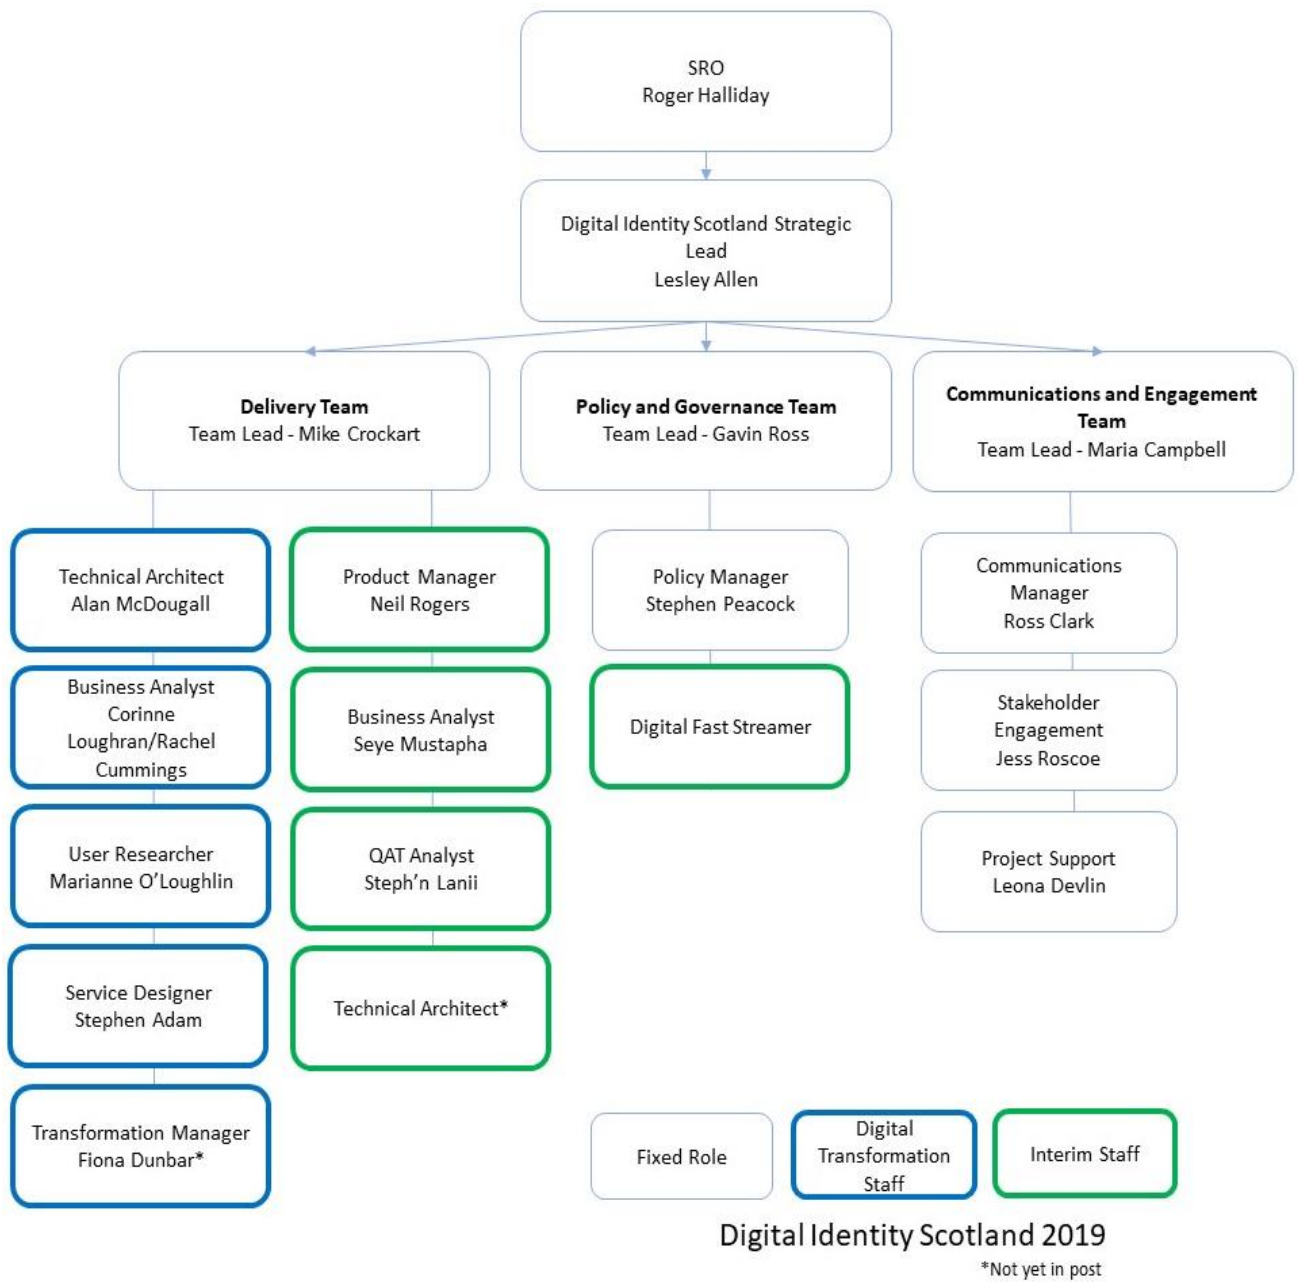 SRO
Roger Halliday
Digital Identity Scotland Strategic
Lead
Lesley Allen
Delivery Team
Team Lead - Mike Crockart
Policy and Governance Team
Team Lead - Gavin Ross
Communications and Engagement
Team
Team Lead - Maria Campbell
Technical Architect
Alan McDougall
Business Analyst
Corinne
Loughran/Rachel
Cummings
User Researcher
Marianne O’Loughlin
Service Designer
Stephen Adam
Transformation Manager
Fiona Dunbar*
Product Manager
Neil Rogers
Business Analyst
Seye Mustapha
QAT Analyst
Steph’n Lanii
Technical Architect*
Policy Manager
Stephen Peacock
Digital Fast Streamer
Communications
Manager
Ross Clark
Stakeholder
Engagement
Jess Roscoe
Project Support
Leona Devlin
Fixed Role
Digital
Transformation
Staff
Interim Staff
Digital Identity Scotland 2019
*Not yet in post